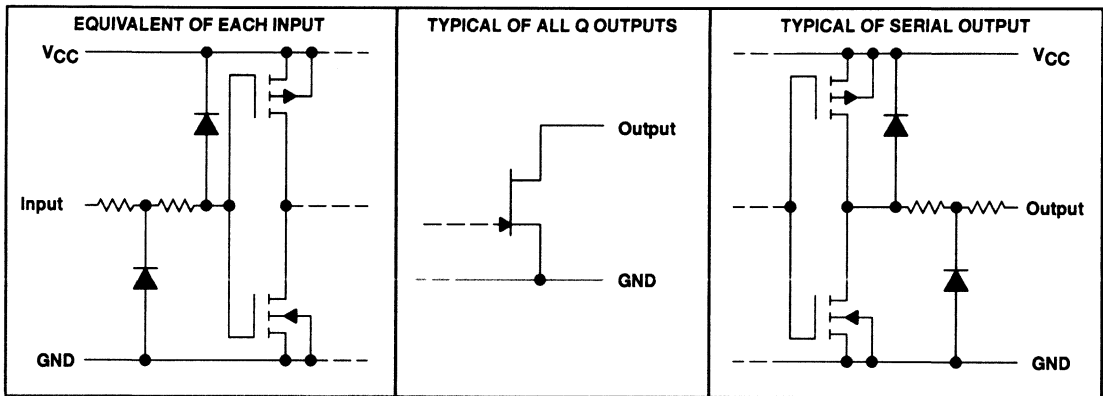 EQUIVALENT OF EACH INPUT
VCC
Input
GND
TYPICAL OF ALL Q OUTPUTS
Output
GND
TYPICAL OF SERIAL OUTPUT
VCC
Output
GND